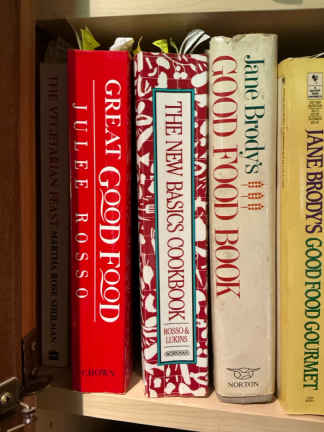 THE VEGETARIAN FEAST MARTHA ROSE SHULMAN
GREAT GOOD FOOD
JULEE ROSSO
CROWN
THE NEW BASICS COOKBOOK
ROSSO &
LUKINS
WORKMAN
Jane Brody's
GOOD FOOD BOOK
NORTON
JANE BRODY'S
GOOD FOOD GOURMET